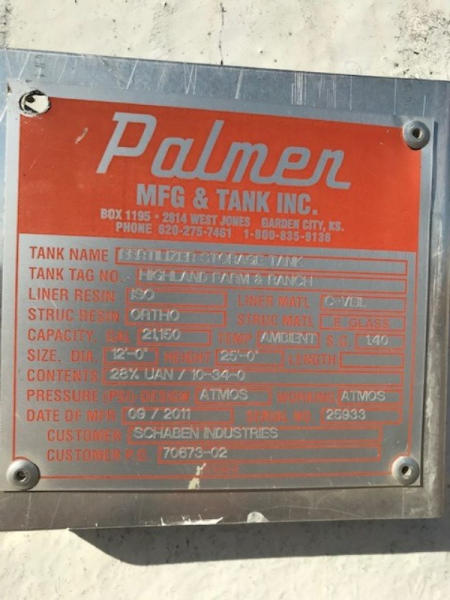 Palmer
MFG & TANK INC.
BOX 1195 • 2814 WEST JONES GARDEN CITY, KS.
PHONE 620-275-7461 1-800-835-9136
TANK NAME FERTILIZER STORAGE TANK
TANK TAG NO. HIGHLAND FARM & RANCH
LINER RESIN ISO LINER MATL C-VEIL
STRUC RESIN ORTHO STRUC MATL E GLASS
CAPACITY, GAL 21,150 TEMP AMBIENT S.G. 1.40
SIZE, DIA. 12'-0" HEIGHT 25'-0" LENGTH
CONTENTS 28% UAN / 10-34-0
PRESSURE (PSI) DESIGN ATMOS WORKING ATMOS
DATE OF MFR 09 / 2011 SERIAL NO. 25933
CUSTOMER SCHABEN INDUSTRIES
CUSTOMER P.O. 70673-02